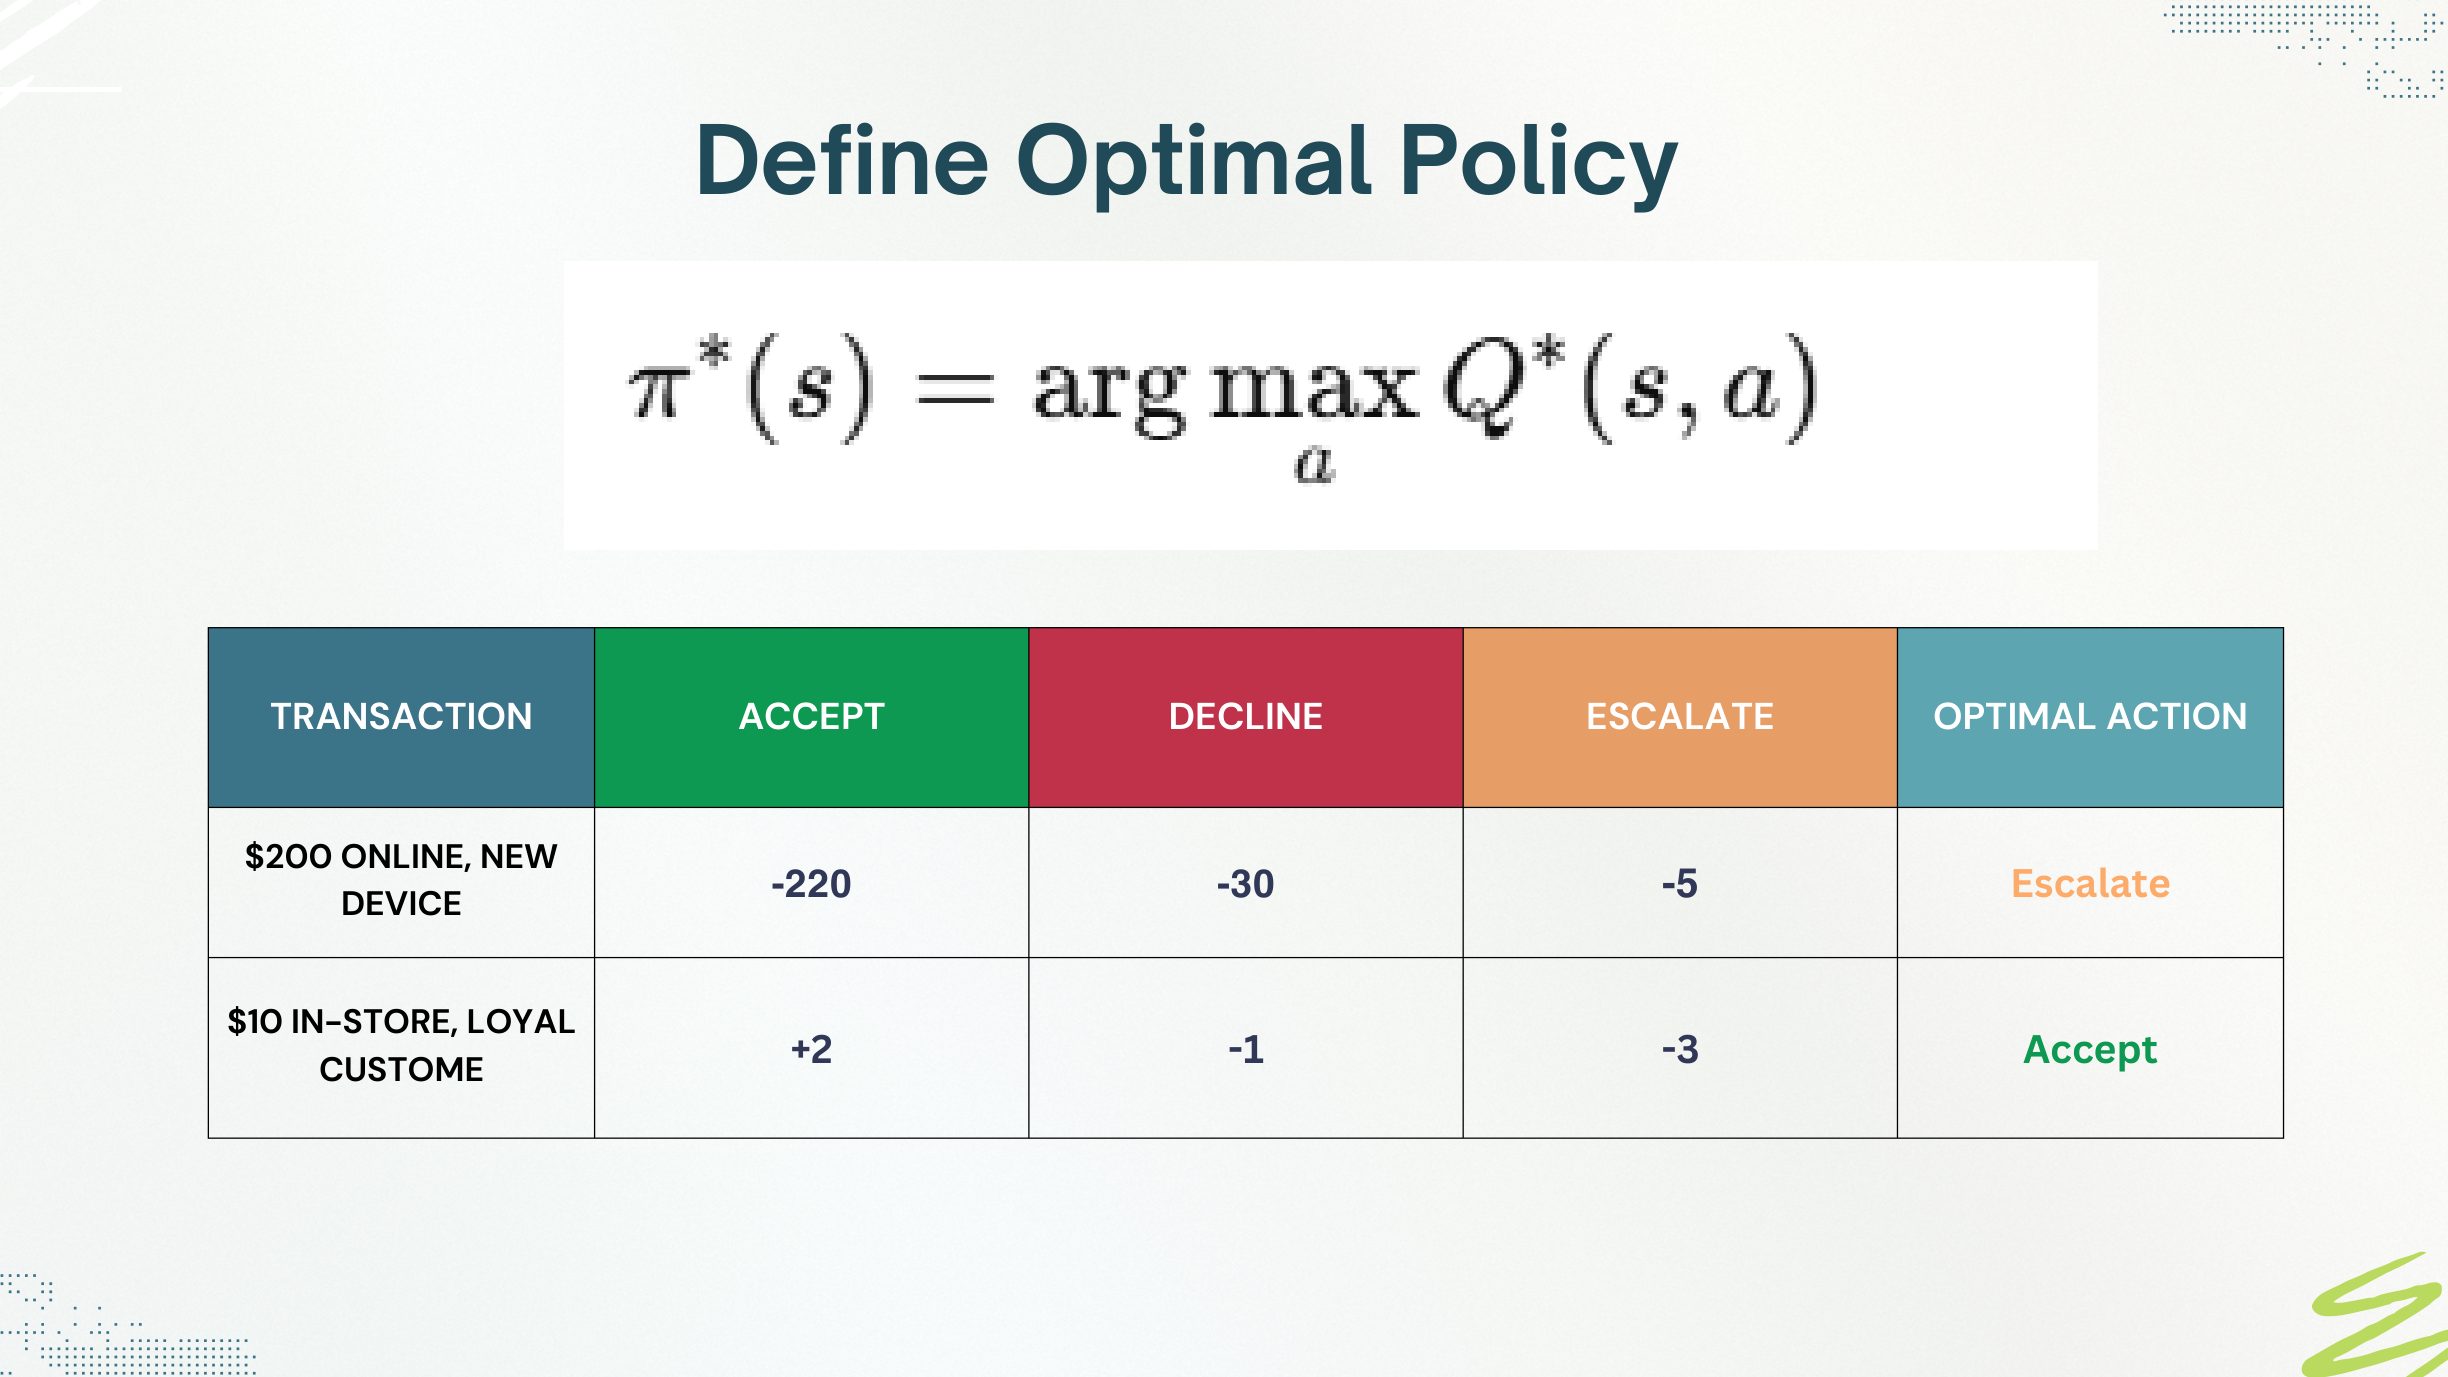 Define Optimal Policy
π*(s) = arg max Q*(s, a)
a
TRANSACTION ACCEPT DECLINE ESCALATE OPTIMAL ACTION
$200 ONLINE, NEW
DEVICE
-220 -30 -5 Escalate
$10 IN-STORE, LOYAL
CUSTOME
+2 -1 -3 Accept